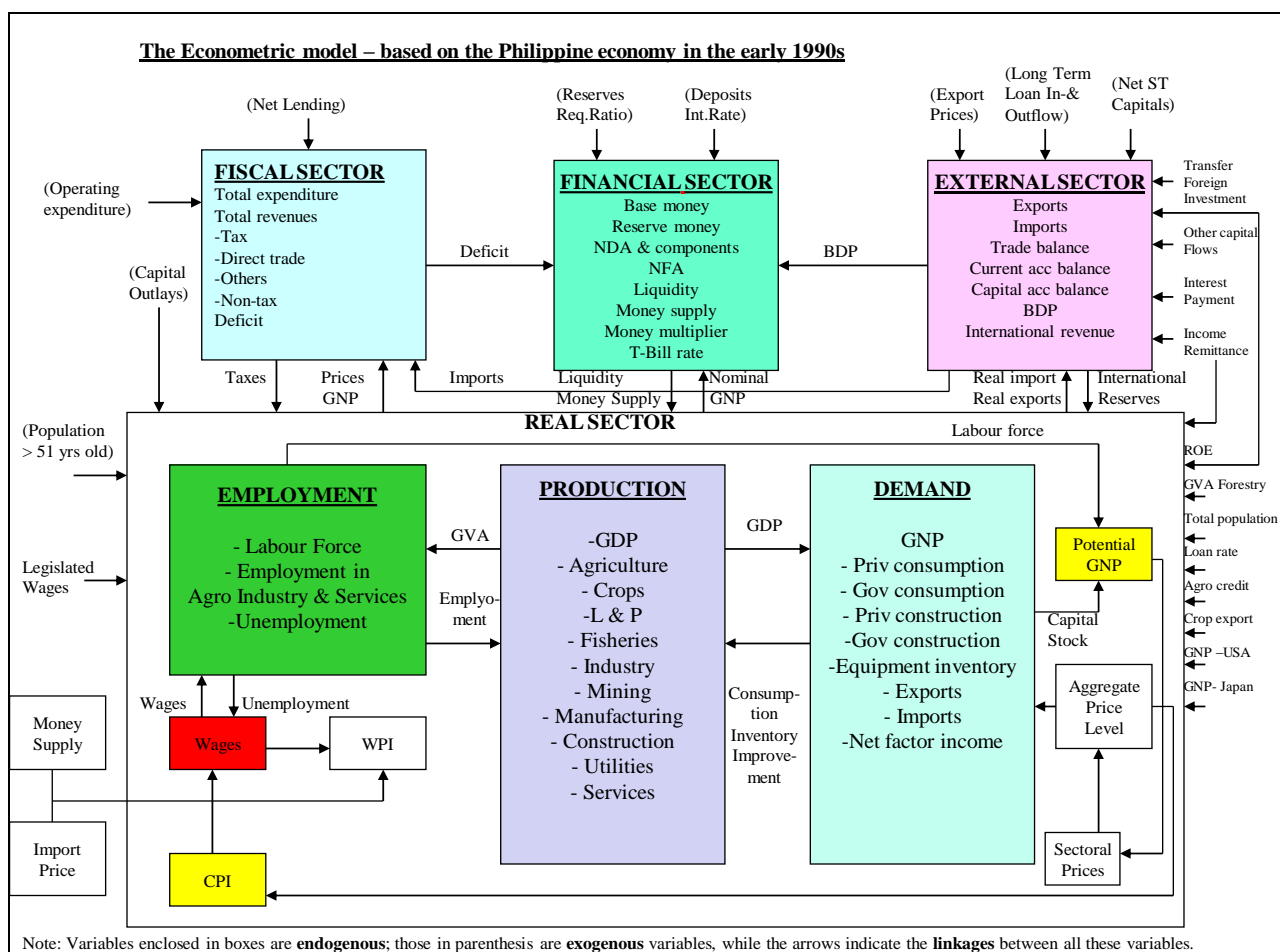 The Econometric model – based on the Philippine economy in the early 1990s
(Net Lending)
(Reserves
Req.Ratio)
(Deposits
Int.Rate)
(Export
Prices)
(Long Term
Loan In-&
Outflow)
(Net ST
Capitals)
(Operating
expenditure)
(Capital
Outlays)
FISCAL SECTOR
Total expenditure
Total revenues
-Tax
-Direct trade
-Others
-Non-tax
Deficit
Deficit
FINANCIAL SECTOR
Base money
Reserve money
NDA & components
NFA
Liquidity
Money supply
Money multiplier
T-Bill rate
BDP
EXTERNAL SECTOR
Exports
Imports
Trade balance
Current acc balance
Capital acc balance
BDP
International revenue
Transfer
Foreign
Investment
Other capital
Flows
Interest
Payment
Income
Remittance
Taxes
Prices
GNP
Imports
Liquidity
Money Supply
Nominal
GNP
Real import
Real exports
International
Reserves
REAL SECTOR
(Population
> 51 yrs old)
Legislated
Wages
Labour force
EMPLOYMENT
- Labour Force
- Employment in
Agro Industry & Services
-Unemployment
GVA
Emplyo-
ment
PRODUCTION
-GDP
- Agriculture
- Crops
-L & P
- Fisheries
- Industry
- Mining
- Manufacturing
- Construction
- Utilities
- Services
GDP
Consump-
tion
Inventory
Improve-
ment
DEMAND
GNP
- Priv consumption
- Gov consumption
- Priv construction
-Gov construction
-Equipment inventory
- Exports
- Imports
-Net factor income
Potential
GNP
Capital
Stock
Aggregate
Price
Level
Sectoral
Prices
ROE
GVA Forestry
Total population
Loan rate
Agro credit
Crop export
GNP –USA
GNP- Japan
Wages
Unemployment
Money
Supply
Wages
WPI
Import
Price
CPI
Note: Variables enclosed in boxes are endogenous; those in parenthesis are exogenous variables, while the arrows indicate the linkages between all these variables.